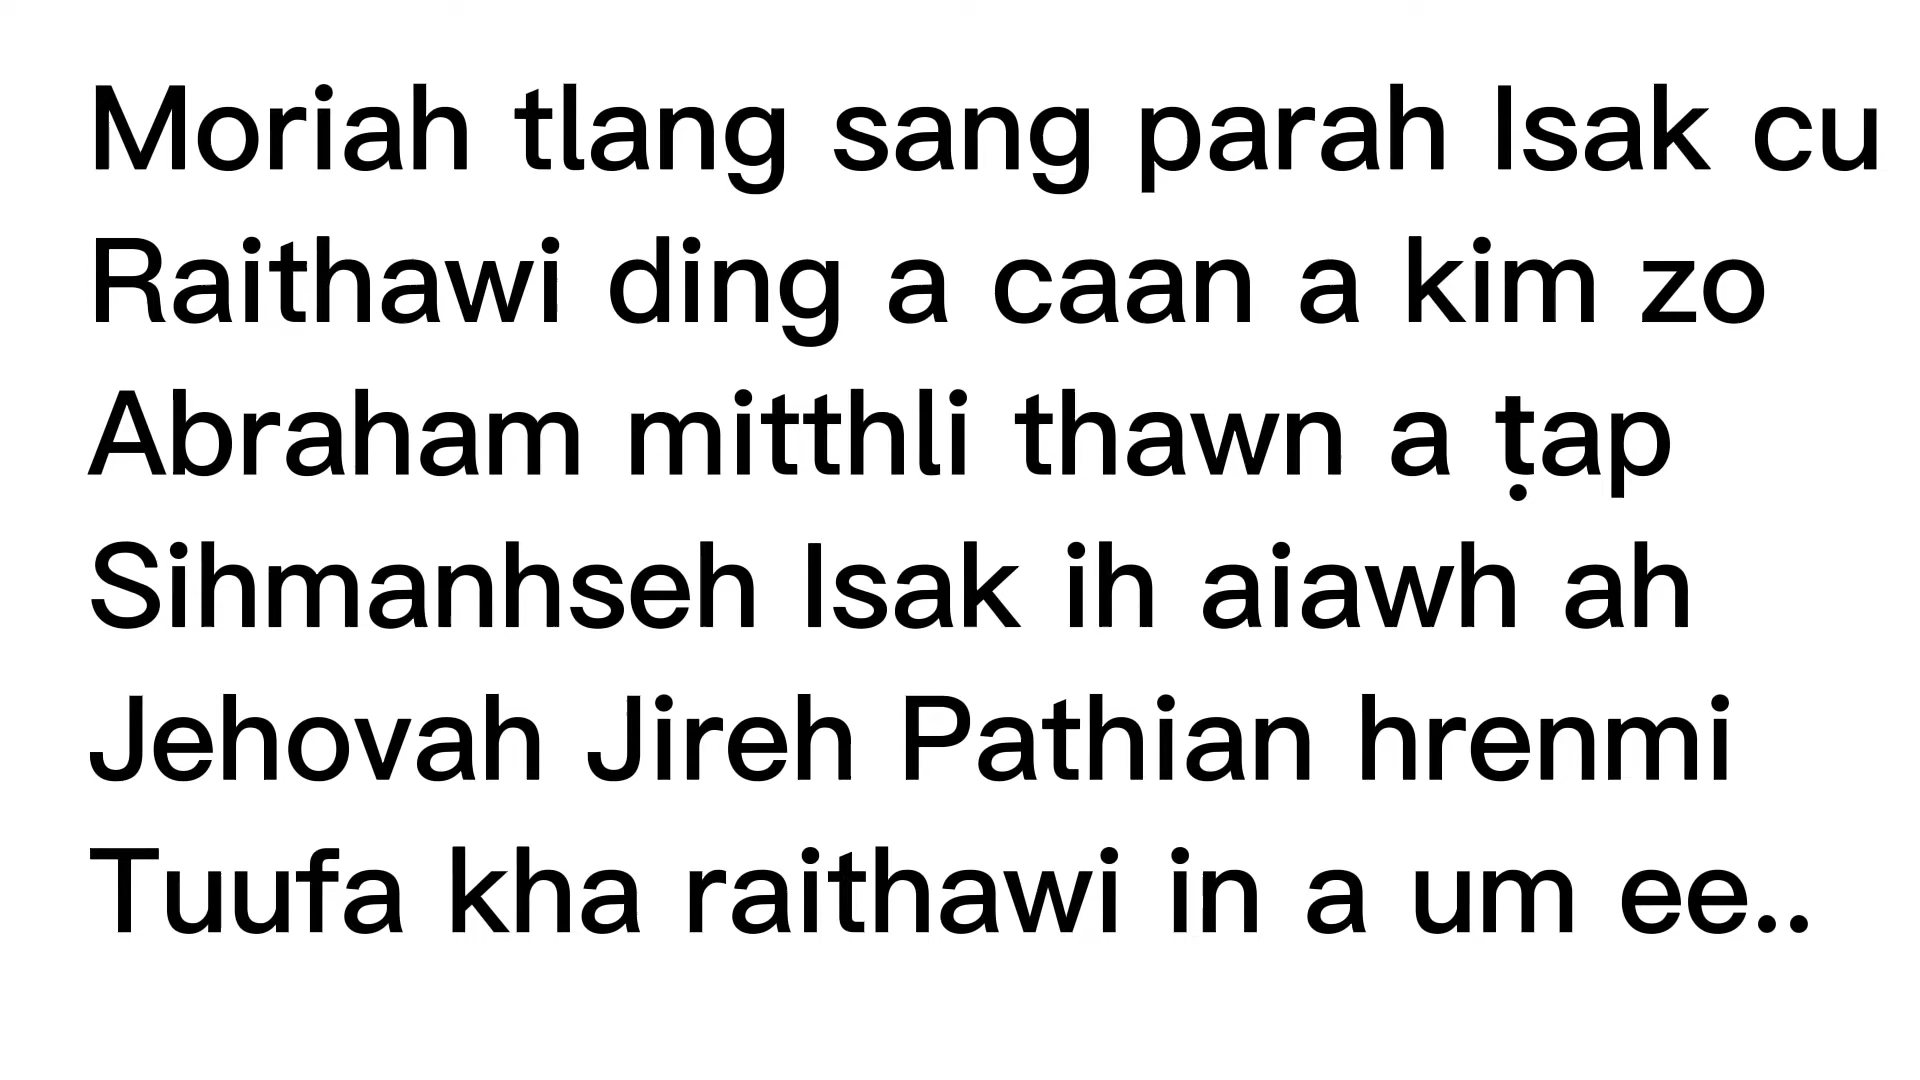 Moriah tlang sang parah Isak cu
Raithawi ding a caan a kim zo
Abraham mitthli thawn a ṭap
Sihmanhseh Isak ih aiawh ah
Jehovah Jireh Pathian hrenmi
Tuufa kha raithawi in a um ee..